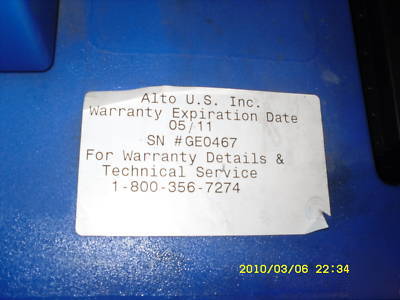 Alto U.S. Inc.
Warranty Expiration Date
05/11
SN #GE0467
For Warranty Details &
Technical Service
1-800-356-7274
2010/03/06 22:34